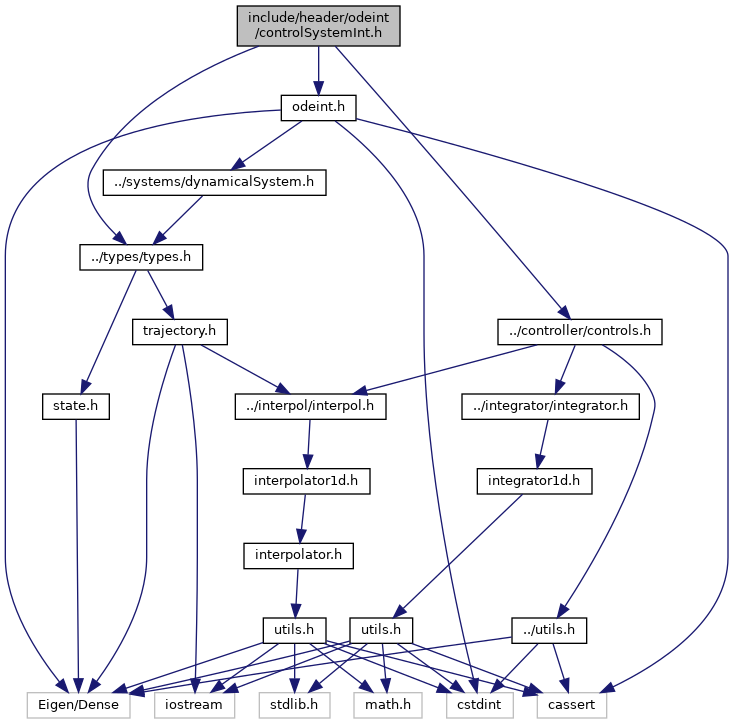 include/header/odeint
/controlSystemInt.h
odeint.h
../systems/dynamicalSystem.h
../types/types.h
trajectory.h
../controller/controls.h
state.h
../interpol/interpol.h
../integrator/integrator.h
interpolator1d.h
integrator1d.h
interpolator.h
utils.h
utils.h
../utils.h
Eigen/Dense
iostream
stdlib.h
math.h
cstdint
cassert